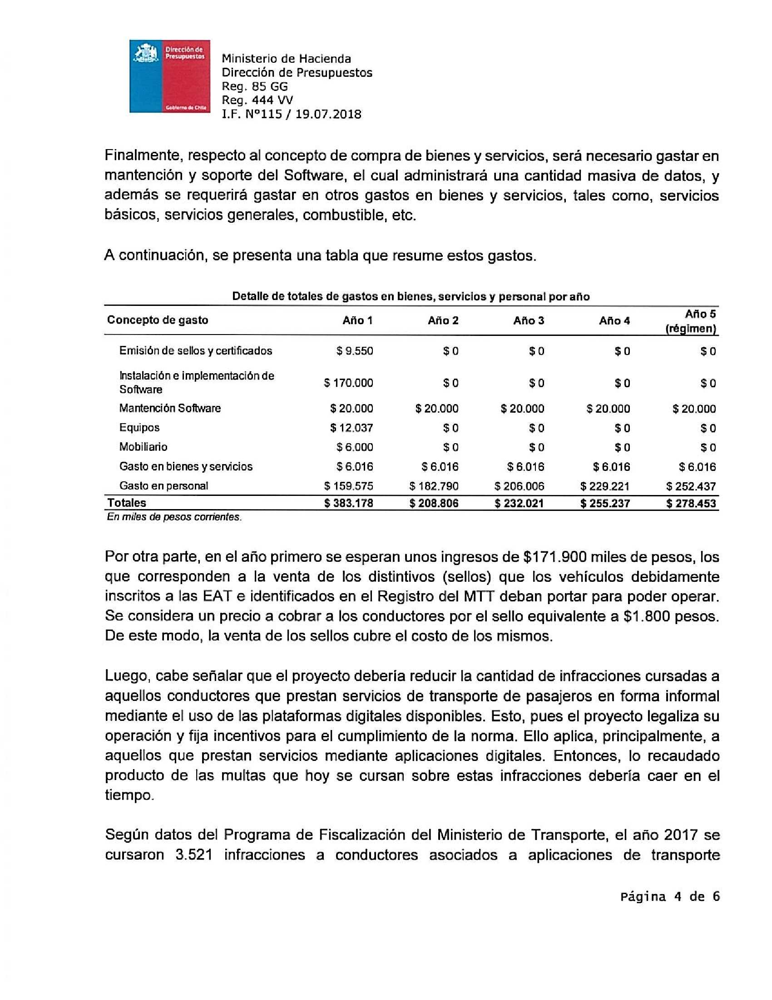 Dirección de
Presupuestos
Gobierno de Chile
Ministerio de Hacienda
Dirección de Presupuestos
Reg. 85 GG
Reg. 444 VV
I.F. Nº115 / 19.07.2018
Finalmente, respecto al concepto de compra de bienes y servicios, será necesario gastar en
mantención y soporte del Software, el cual administrará una cantidad masiva de datos, y
además se requerirá gastar en otros gastos en bienes y servicios, tales como, servicios
básicos, servicios generales, combustible, etc.
A continuación, se presenta una tabla que resume estos gastos.
Detalle de totales de gastos en bienes, servicios y personal por año
Concepto de gasto Año 1 Año 2 Año 3 Año 4 Año 5
(régimen)
Emisión de sellos y certificados $ 9.550 $ 0 $ 0 $ 0 $ 0
Instalación e implementación de
Software $ 170.000 $ 0 $ 0 $ 0 $ 0
Mantención Software $ 20.000 $ 20.000 $ 20.000 $ 20.000 $ 20.000
Equipos $ 12.037 $ 0 $ 0 $ 0 $ 0
Mobiliario $ 6.000 $ 0 $ 0 $ 0 $ 0
Gasto en bienes y servicios $ 6.016 $ 6.016 $ 6.016 $ 6.016 $ 6.016
Gasto en personal $ 159.575 $ 182.790 $ 206.006 $ 229.221 $ 252.437
Totales $ 383.178 $ 208.806 $ 232.021 $ 255.237 $ 278.453
En miles de pesos corrientes.
Por otra parte, en el año primero se esperan unos ingresos de $171.900 miles de pesos, los
que corresponden a la venta de los distintivos (sellos) que los vehículos debidamente
inscritos a las EAT e identificados en el Registro del MTT deban portar para poder operar.
Se considera un precio a cobrar a los conductores por el sello equivalente a $1.800 pesos.
De este modo, la venta de los sellos cubre el costo de los mismos.
Luego, cabe señalar que el proyecto debería reducir la cantidad de infracciones cursadas a
aquellos conductores que prestan servicios de transporte de pasajeros en forma informal
mediante el uso de las plataformas digitales disponibles. Esto, pues el proyecto legaliza su
operación y fija incentivos para el cumplimiento de la norma. Ello aplica, principalmente, a
aquellos que prestan servicios mediante aplicaciones digitales. Entonces, lo recaudado
producto de las multas que hoy se cursan sobre estas infracciones debería caer en el
tiempo.
Según datos del Programa de Fiscalización del Ministerio de Transporte, el año 2017 se
cursaron 3.521 infracciones a conductores asociados a aplicaciones de transporte
Página 4 de 6